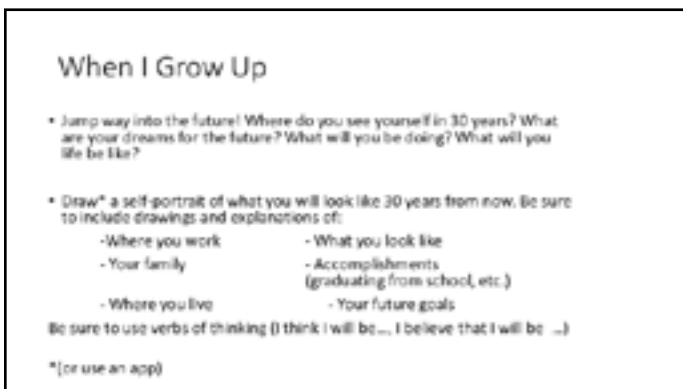 When I Grow Up
• Jump way into the future! Where do you see yourself in 30 years? What
are your dreams for the future? What will you be doing? What will you
life be like?
• Draw* a self-portrait of what you will look like 30 years from now. Be sure
to include drawings and explanations of:
-Where you work - What you look like
- Your family - Accomplishments
(graduating from school, etc.)
- Where you live - Your future goals
Be sure to use verbs of thinking (I think I will be..., I believe that I will be ...)
*(or use an app)